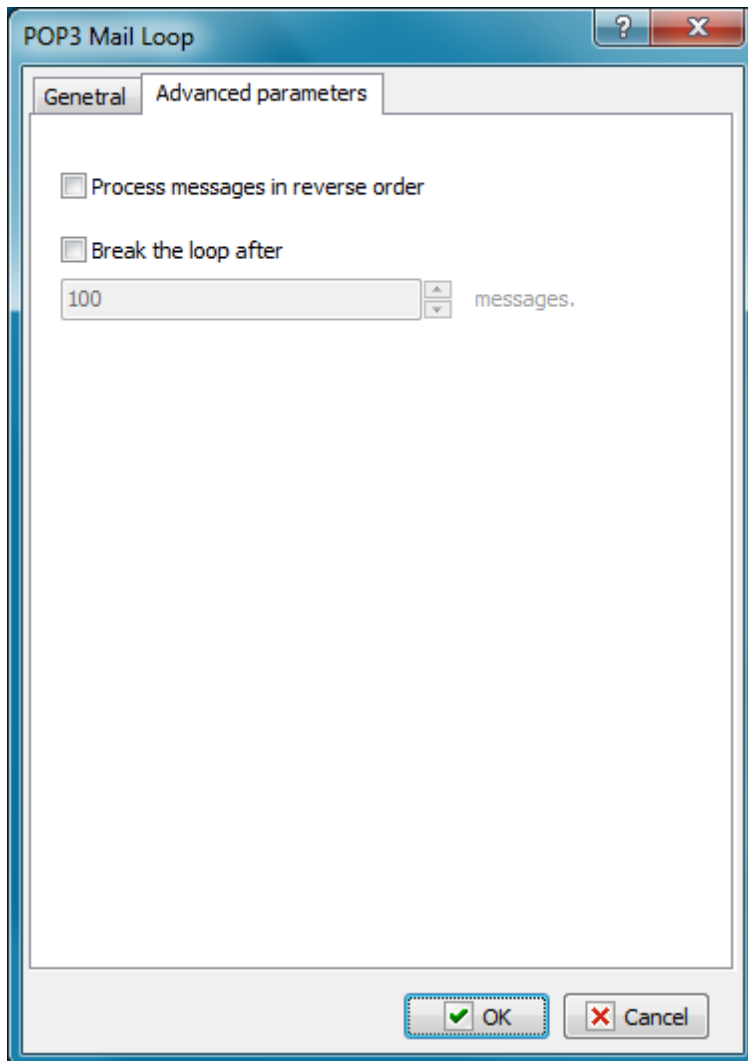 POP3 Mail Loop
Genetral Advanced parameters
Process messages in reverse order
Break the loop after
100 messages.
OK Cancel